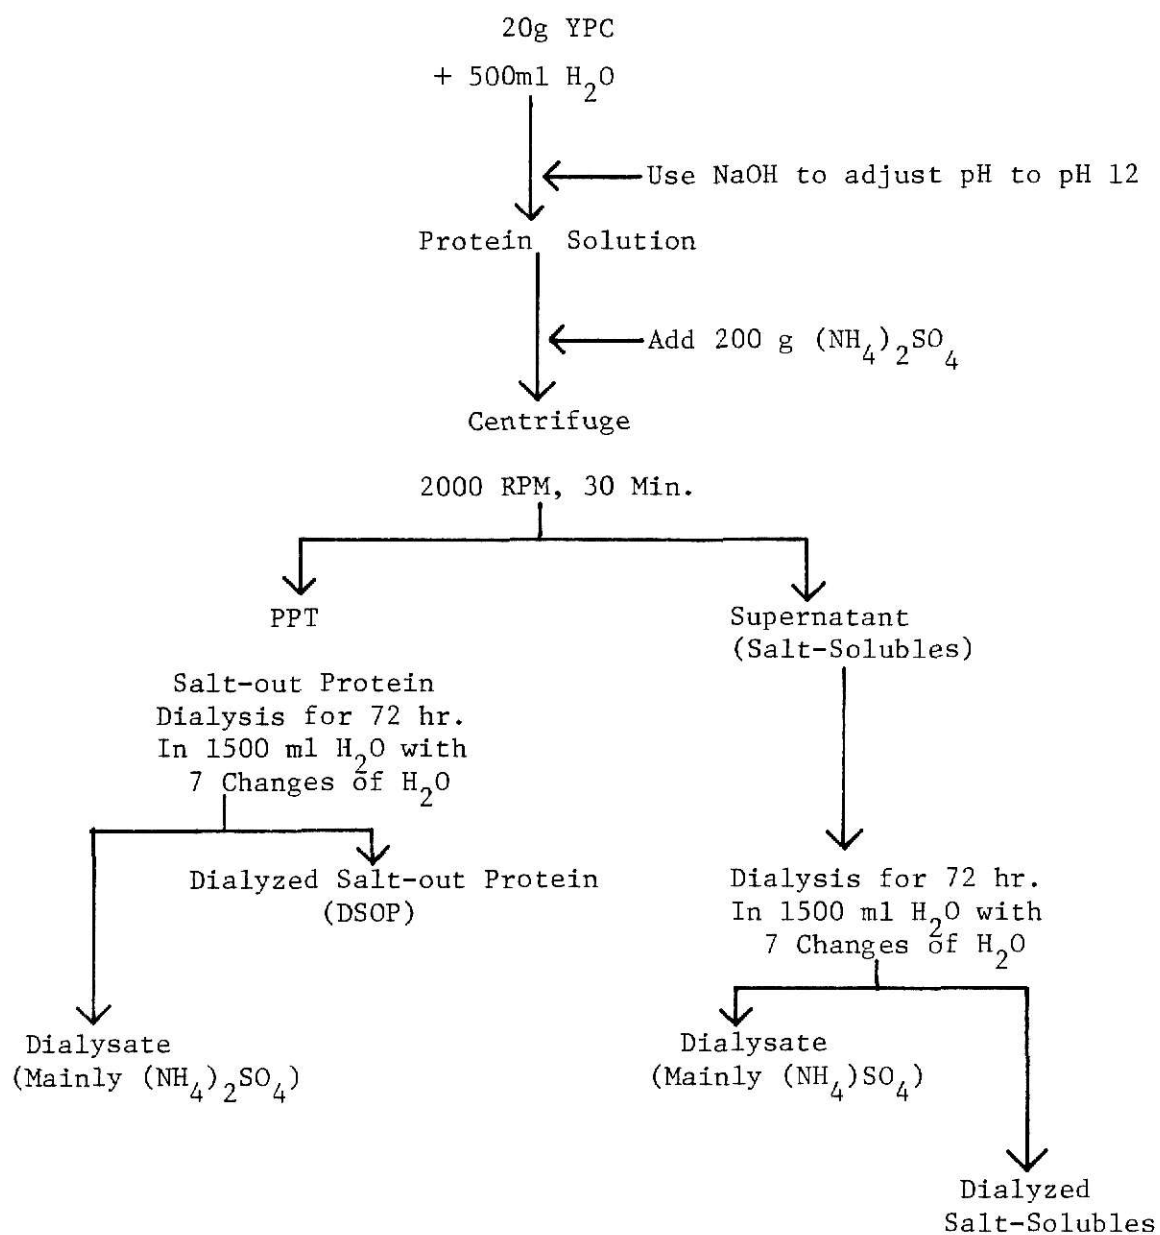 20g YPC
+ 500ml H2O
Use NaOH to adjust pH to pH 12
Protein Solution
Add 200 g (NH4)2SO4
Centrifuge
2000 RPM, 30 Min.
PPT
Supernatant
(Salt-Solubles)
Salt-out Protein
Dialysis for 72 hr.
In 1500 ml H2O with
7 Changes of H2O
Dialyzed Salt-out Protein
(DSOP)
Dialysis for 72 hr.
In 1500 ml H2O with
7 Changes of H2O
Dialysate
(Mainly (NH4)2SO4)
Dialysate
(Mainly (NH4)SO4)
Dialyzed
Salt-Solubles